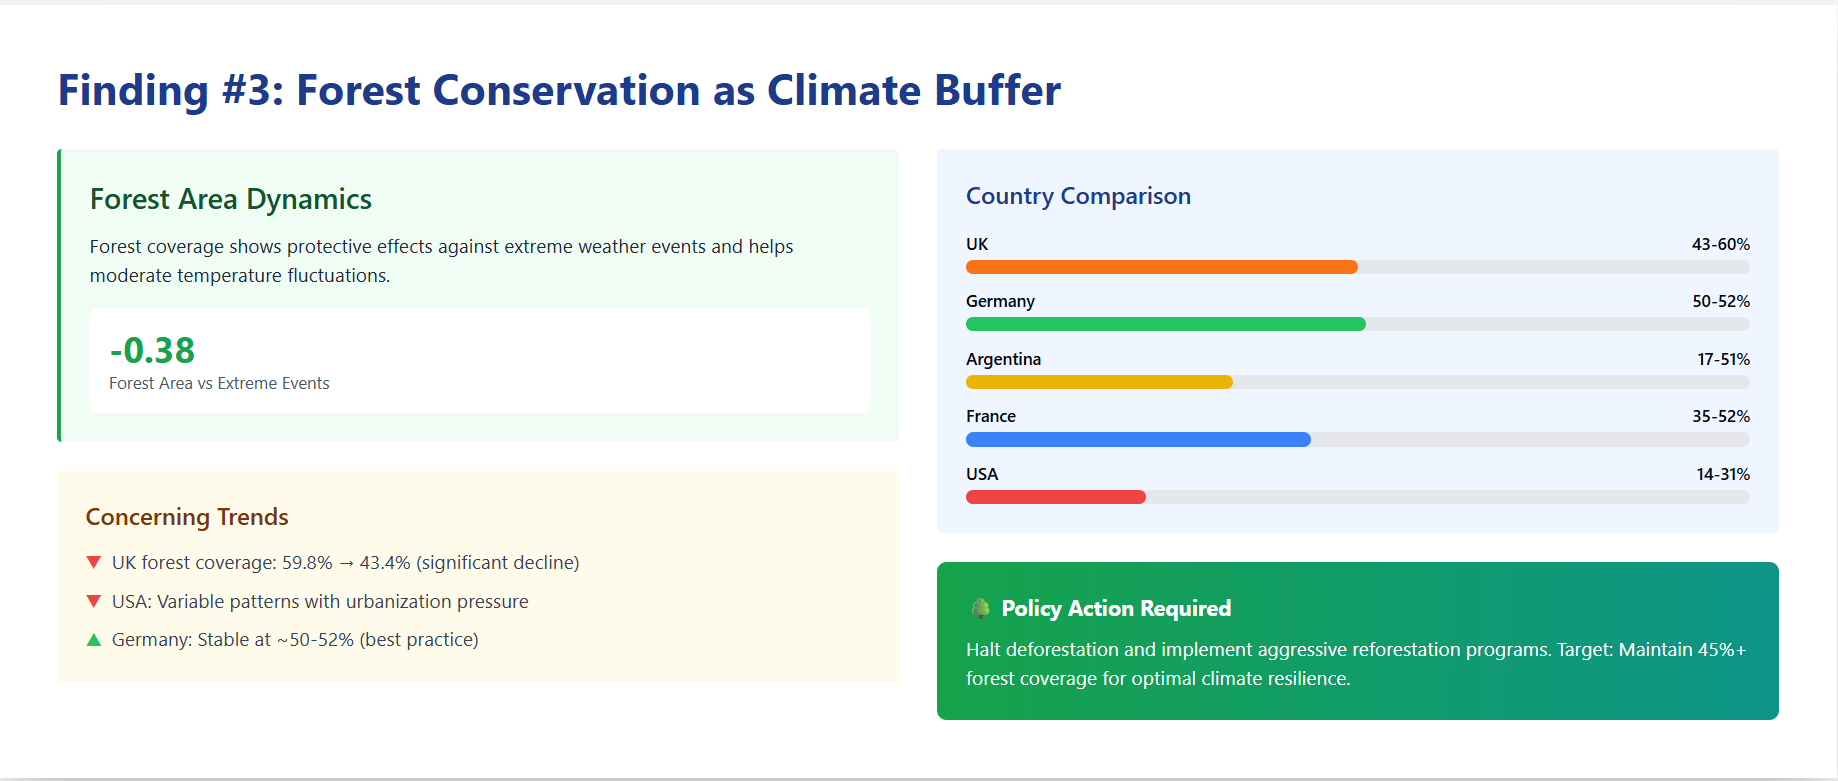 Finding #3: Forest Conservation as Climate Buffer
Forest Area Dynamics
Forest coverage shows protective effects against extreme weather events and helps
moderate temperature fluctuations.
-0.38
Forest Area vs Extreme Events
Concerning Trends
▼ UK forest coverage: 59.8% → 43.4% (significant decline)
▼ USA: Variable patterns with urbanization pressure
▲ Germany: Stable at ~50-52% (best practice)
Country Comparison
UK 43-60%
Germany 50-52%
Argentina 17-51%
France 35-52%
USA 14-31%
🌳 Policy Action Required
Halt deforestation and implement aggressive reforestation programs. Target: Maintain 45%+
forest coverage for optimal climate resilience.